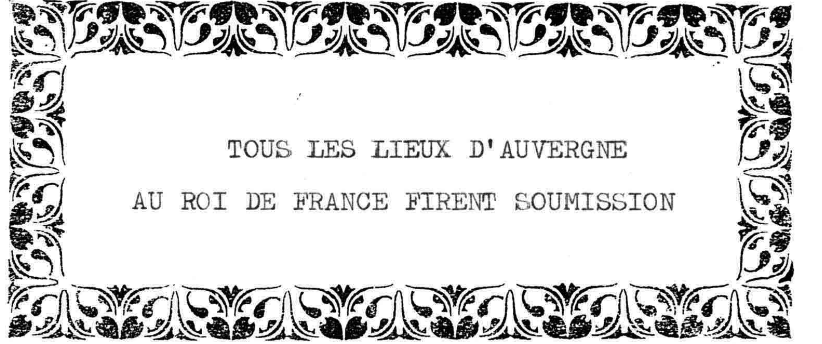 TOUS LES LIEUX D'AUVERGNE
AU ROI DE FRANCE FIRENT SOUMISSION